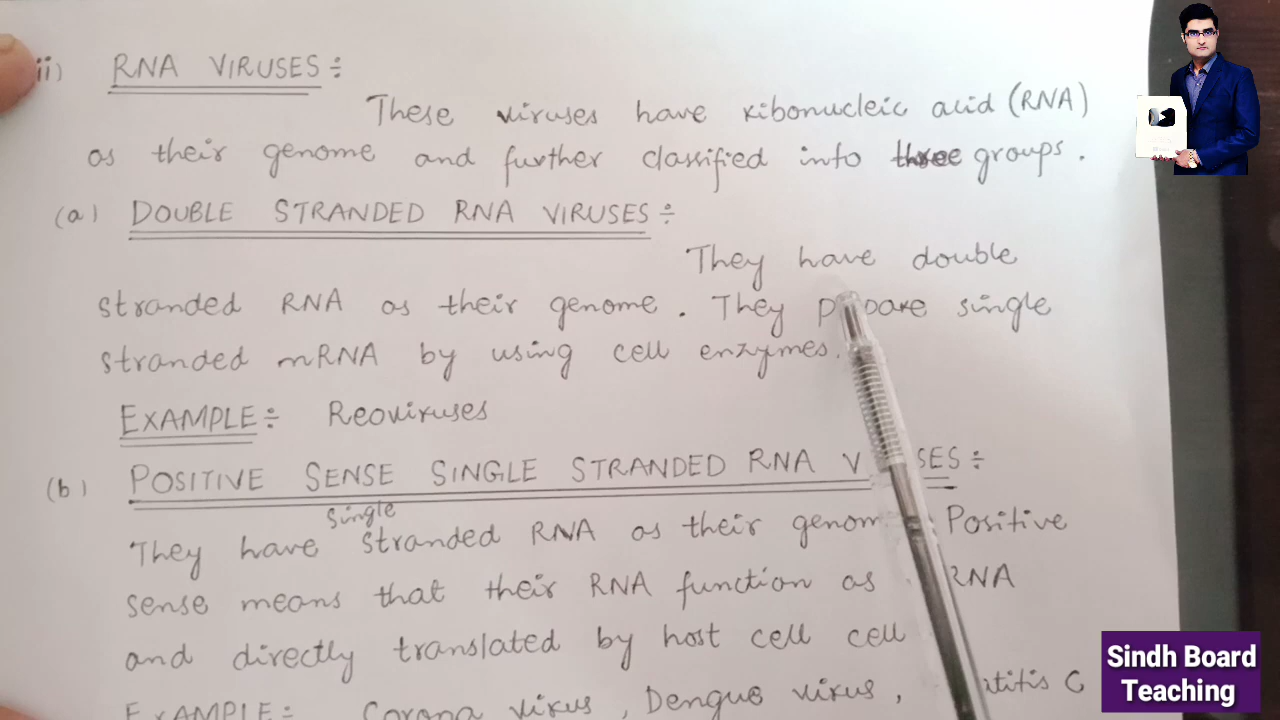 ii) RNA VIRUSES ÷
These viruses have ribonucleic acid (RNA)
as their genome and further classified into three groups.
(a) DOUBLE STRANDED RNA VIRUSES ÷
They have double
stranded RNA as their genome. They single
stranded mRNA by using cell enzymes.
EXAMPLE ÷ Reoviruses
(b) POSITIVE SENSE SINGLE STRANDED RNA ÷
single
They have stranded RNA as their Positive
sense means that their RNA function as
and directly translated by host cell cell
EXAMPLE ÷ Corona virus, Dengue virus, C
Sindh Board
Teaching